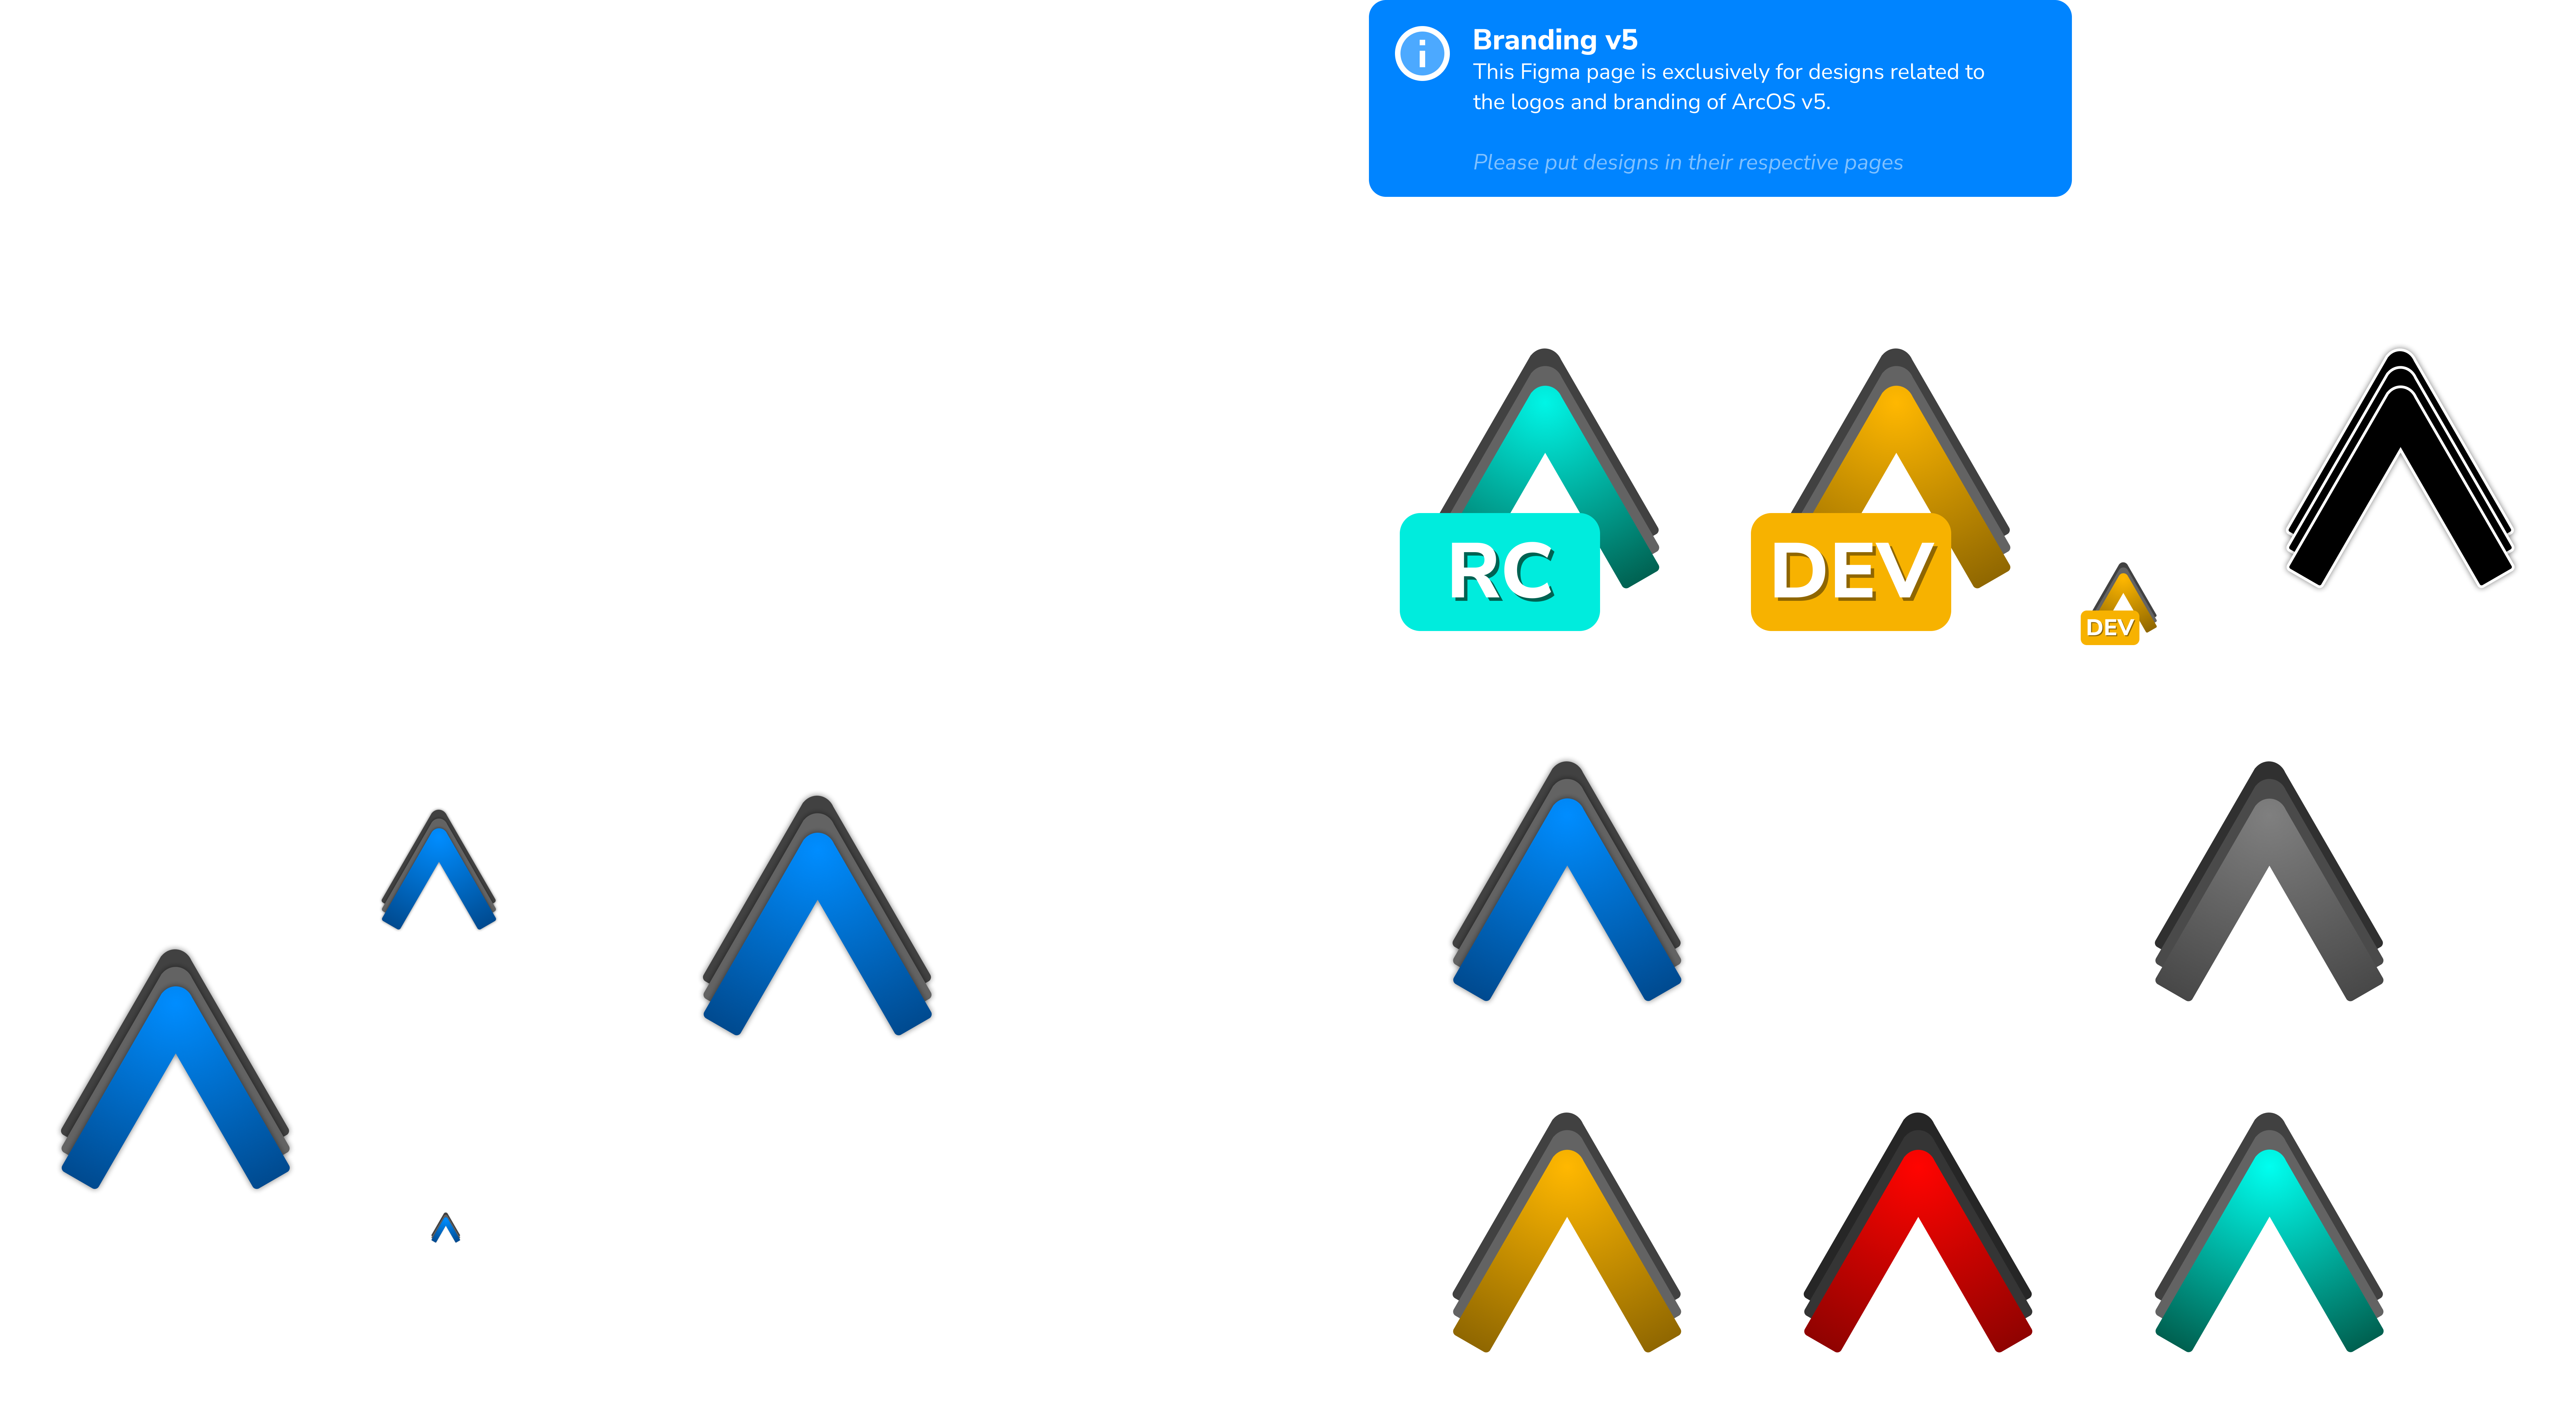 Branding v5
This Figma page is exclusively for designs related to
the logos and branding of ArcOS v5.
Please put designs in their respective pages
RC
DEV
DEV